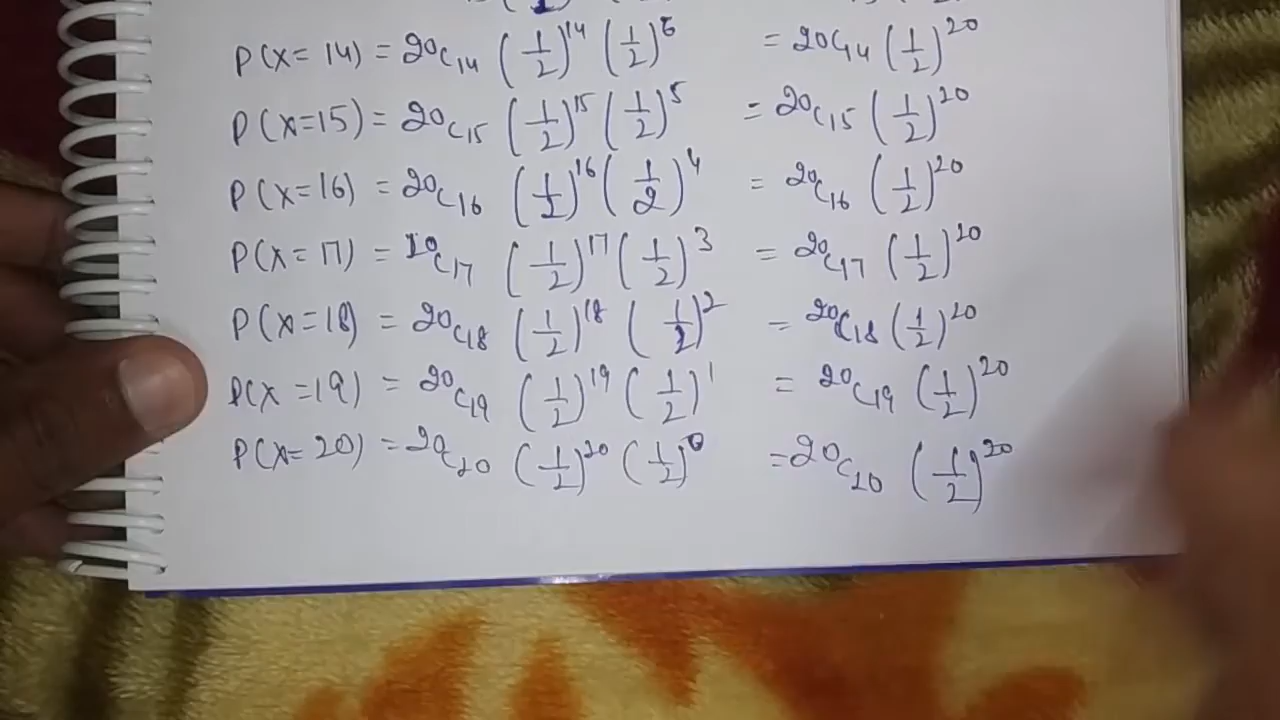 P(X=14) = 20C14 (1/2)^14 (1/2)^6 = 20C14 (1/2)^20
P(X=15) = 20C15 (1/2)^15 (1/2)^5 = 20C15 (1/2)^20
P(X=16) = 20C16 (1/2)^16 (1/2)^4 = 20C16 (1/2)^20
P(X=17) = 20C17 (1/2)^17 (1/2)^3 = 20C17 (1/2)^20
P(X=18) = 20C18 (1/2)^18 (1/2)^2 = 20C18 (1/2)^20
P(X=19) = 20C19 (1/2)^19 (1/2)^1 = 20C19 (1/2)^20
P(X=20) = 20C20 (1/2)^20 (1/2)^0 = 20C20 (1/2)^20